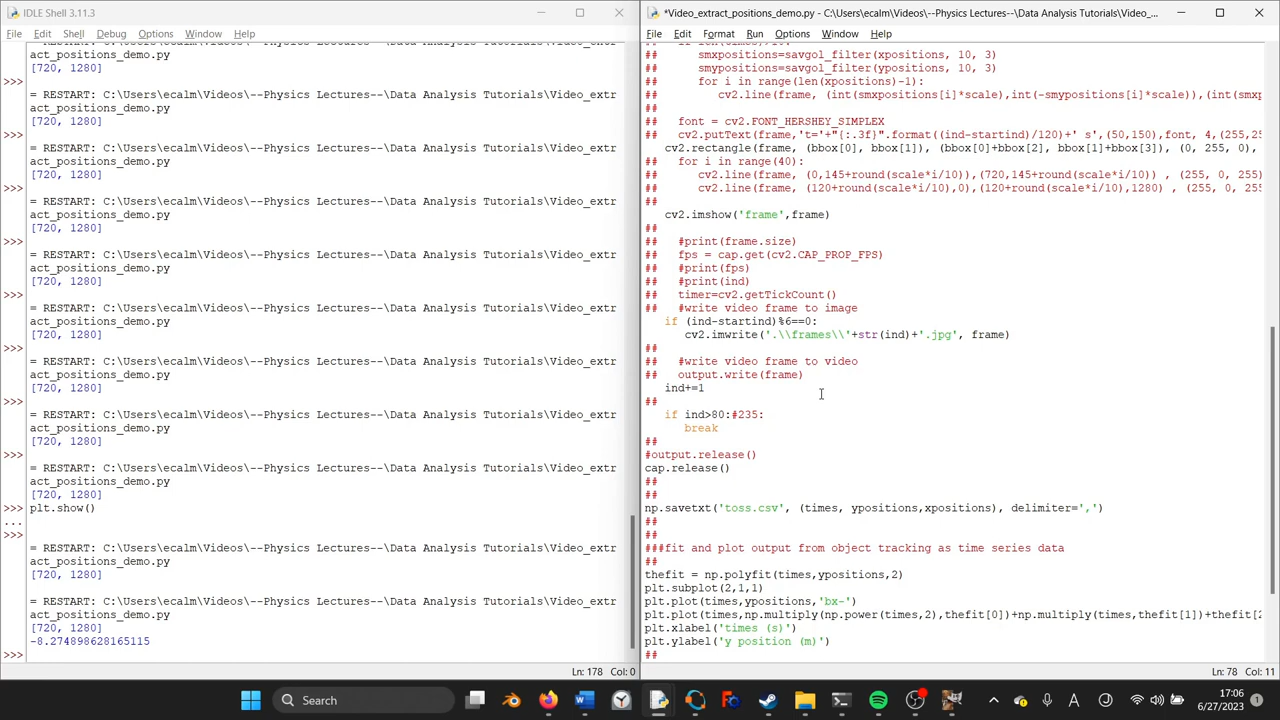 IDLE Shell 3.11.3
File Edit Shell Debug Options Window Help
act_positions_demo.py
[720, 1280]
>>>
= RESTART: C:\Users\ecalm\Videos\--Physics Lectures--\Data Analysis Tutorials\Video_extr
act_positions_demo.py
[720, 1280]
>>>
= RESTART: C:\Users\ecalm\Videos\--Physics Lectures--\Data Analysis Tutorials\Video_extr
act_positions_demo.py
[720, 1280]
>>>
= RESTART: C:\Users\ecalm\Videos\--Physics Lectures--\Data Analysis Tutorials\Video_extr
act_positions_demo.py
[720, 1280]
>>>
= RESTART: C:\Users\ecalm\Videos\--Physics Lectures--\Data Analysis Tutorials\Video_extr
act_positions_demo.py
[720, 1280]
>>>
= RESTART: C:\Users\ecalm\Videos\--Physics Lectures--\Data Analysis Tutorials\Video_extr
act_positions_demo.py
[720, 1280]
>>>
= RESTART: C:\Users\ecalm\Videos\--Physics Lectures--\Data Analysis Tutorials\Video_extr
act_positions_demo.py
[720, 1280]
>>>
= RESTART: C:\Users\ecalm\Videos\--Physics Lectures--\Data Analysis Tutorials\Video_extr
act_positions_demo.py
[720, 1280]
>>>
= RESTART: C:\Users\ecalm\Videos\--Physics Lectures--\Data Analysis Tutorials\Video_extr
act_positions_demo.py
[720, 1280]
>>> plt.show()
...
>>>
= RESTART: C:\Users\ecalm\Videos\--Physics Lectures--\Data Analysis Tutorials\Video_extr
act_positions_demo.py
[720, 1280]
>>>
= RESTART: C:\Users\ecalm\Videos\--Physics Lectures--\Data Analysis Tutorials\Video_extr
act_positions_demo.py
[720, 1280]
-8.274898628165115
>>>
Ln: 178 Col: 0
*Video_extract_positions_demo.py - C:\Users\ecalm\Videos\--Physics Lectures--\Data Analysis Tutorials\Video_...
File Edit Format Run Options Window Help
## smxpositions=savgol_filter(xpositions, 10, 3)
## smypositions=savgol_filter(ypositions, 10, 3)
## for i in range(len(xpositions)-1):
## cv2.line(frame, (int(smxpositions[i]*scale),int(-smypositions[i]*scale)),(int(smx
##
## font = cv2.FONT_HERSHEY_SIMPLEX
## cv2.putText(frame,'t='+"{:.3f}".format((ind-startind)/120)+' s',(50,150),font, 4,(255,25
cv2.rectangle(frame, (bbox[0], bbox[1]), (bbox[0]+bbox[2], bbox[1]+bbox[3]), (0, 255, 0),
## for i in range(40):
## cv2.line(frame, (0,145+round(scale*i/10)),(720,145+round(scale*i/10)) , (255, 0, 255)
## cv2.line(frame, (120+round(scale*i/10),0),(120+round(scale*i/10),1280) , (255, 0, 255
##
cv2.imshow('frame',frame)
##
## #print(frame.size)
## fps = cap.get(cv2.CAP_PROP_FPS)
## #print(fps)
## #print(ind)
## timer=cv2.getTickCount()
## #write video frame to image
if (ind-startind)%6==0:
cv2.imwrite('.\\frames\\'+str(ind)+'.jpg', frame)
##
## #write video frame to video
## output.write(frame)
ind+=1
##
if ind>80:#235:
break
##
#output.release()
cap.release()
##
##
np.savetxt('toss.csv', (times, ypositions,xpositions), delimiter=',')
##
##
###fit and plot output from object tracking as time series data
##
thefit = np.polyfit(times,ypositions,2)
plt.subplot(2,1,1)
plt.plot(times,ypositions,'bx-')
plt.plot(times,np.multiply(np.power(times,2),thefit[0])+np.multiply(times,thefit[1])+thefit[2
plt.xlabel('times (s)')
plt.ylabel('y position (m)')
##
Ln: 78 Col: 11
Search
17:06
6/27/2023